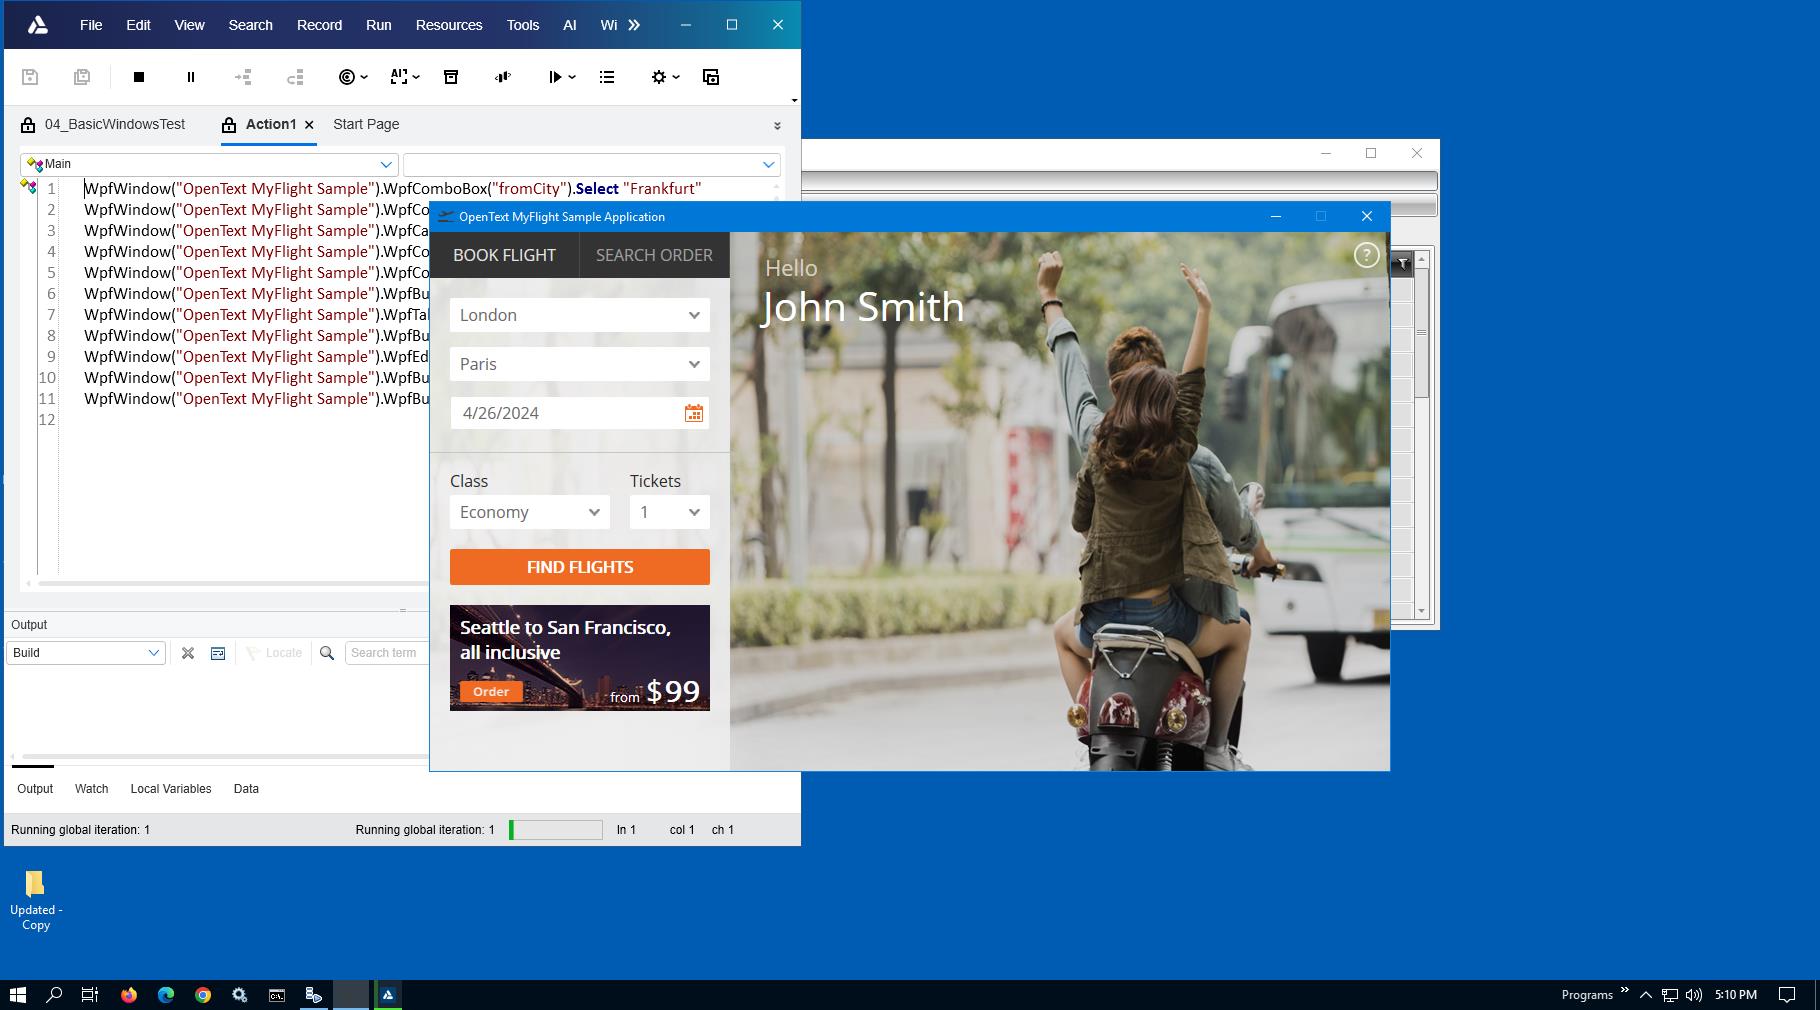 File Edit View Search Record Run Resources Tools AI Wi
04_BasicWindowsTest Action1 Start Page
Main
1 WpfWindow("OpenText MyFlight Sample").WpfComboBox("fromCity").Select "Frankfurt"
2 WpfWindow("OpenText MyFlight Sample").WpfCo
3 WpfWindow("OpenText MyFlight Sample").WpfCa
4 WpfWindow("OpenText MyFlight Sample").WpfCo
5 WpfWindow("OpenText MyFlight Sample").WpfCo
6 WpfWindow("OpenText MyFlight Sample").WpfBu
7 WpfWindow("OpenText MyFlight Sample").WpfTal
8 WpfWindow("OpenText MyFlight Sample").WpfBu
9 WpfWindow("OpenText MyFlight Sample").WpfEd
10 WpfWindow("OpenText MyFlight Sample").WpfBu
11 WpfWindow("OpenText MyFlight Sample").WpfBu
12
Output
Build Locate Search term
Output Watch Local Variables Data
Running global iteration: 1 Running global iteration: 1 ln 1 col 1 ch 1
OpenText MyFlight Sample Application
BOOK FLIGHT SEARCH ORDER
London
Paris
4/26/2024
Class Tickets
Economy 1
FIND FLIGHTS
Seattle to San Francisco,
all inclusive
Order from $99
Hello
John Smith
?
Updated -
Copy
Programs 5:10 PM